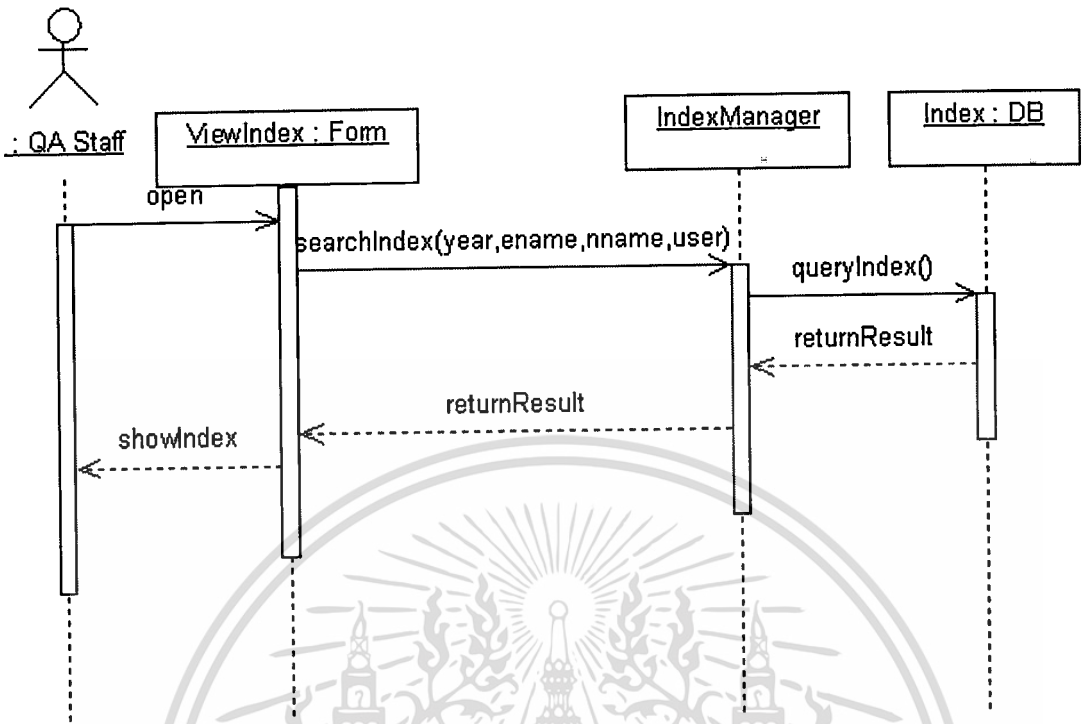 : QA Staff
ViewIndex : Form
IndexManager
Index : DB
open
searchIndex(year,ename,nname,user)
queryIndex()
returnResult
returnResult
showIndex